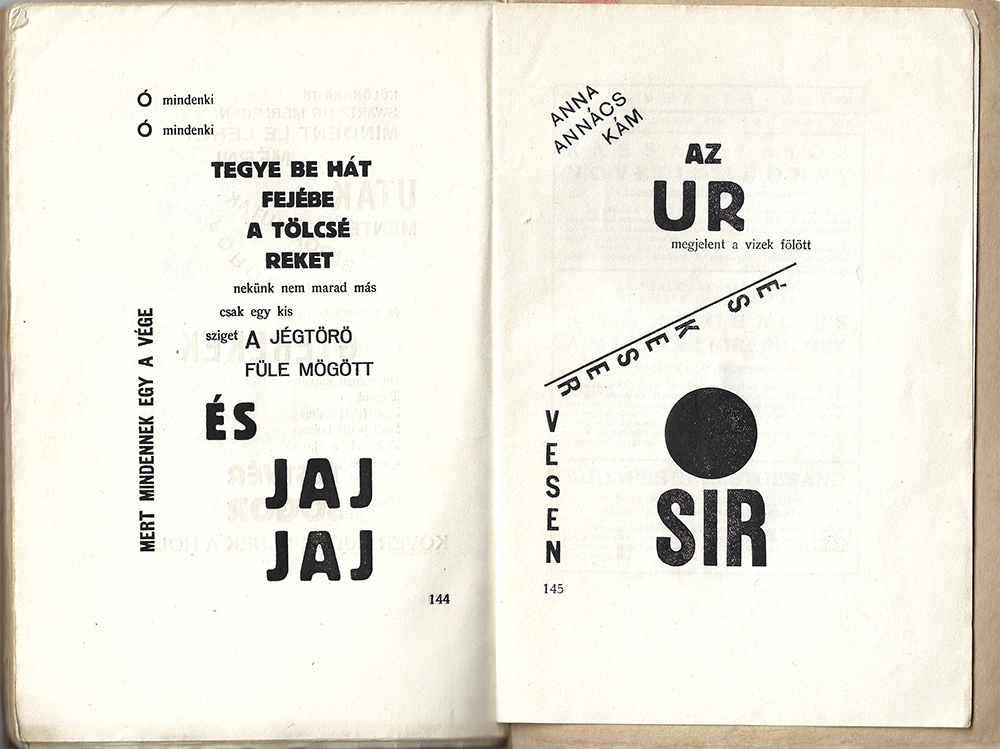 Ó mindenki
Ó mindenki
TEGYE BE HÁT
FEJÉBE
A TÖLCSÉ
REKET
nekünk nem marad más
csak egy kis
sziget A JÉGTÖRŐ
FÜLE MÖGÖTT
MERT MINDENNEK EGY A VÉGE
ÉS
JAJ
JAJ
144
ANNA
ANNÁCS
KÁM
AZ
UR
megjelent a vizek fölött
ÉS KESER
VESEN
SIR
145